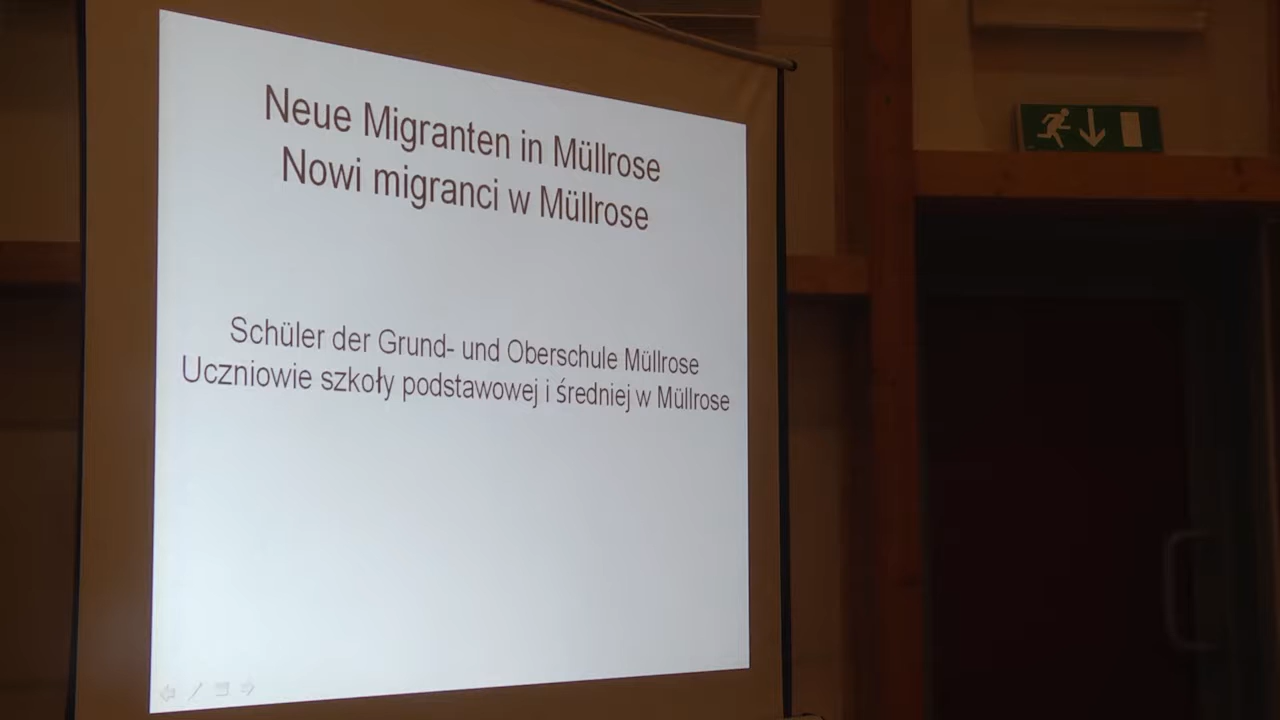 Neue Migranten in Müllrose
Nowi migranci w Müllrose
Schüler der Grund- und Oberschule Müllrose
Uczniowie szkoły podstawowej i średniej w Müllrose